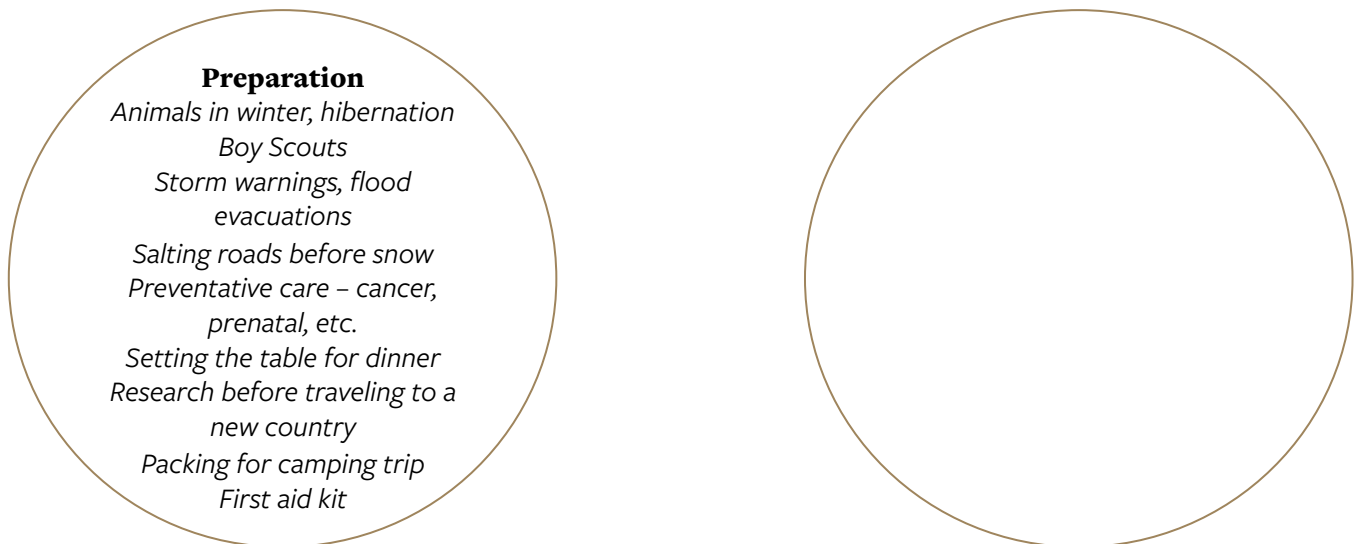 Preparation
Animals in winter, hibernation
Boy Scouts
Storm warnings, flood
evacuations
Salting roads before snow
Preventative care – cancer,
prenatal, etc.
Setting the table for dinner
Research before traveling to a
new country
Packing for camping trip
First aid kit